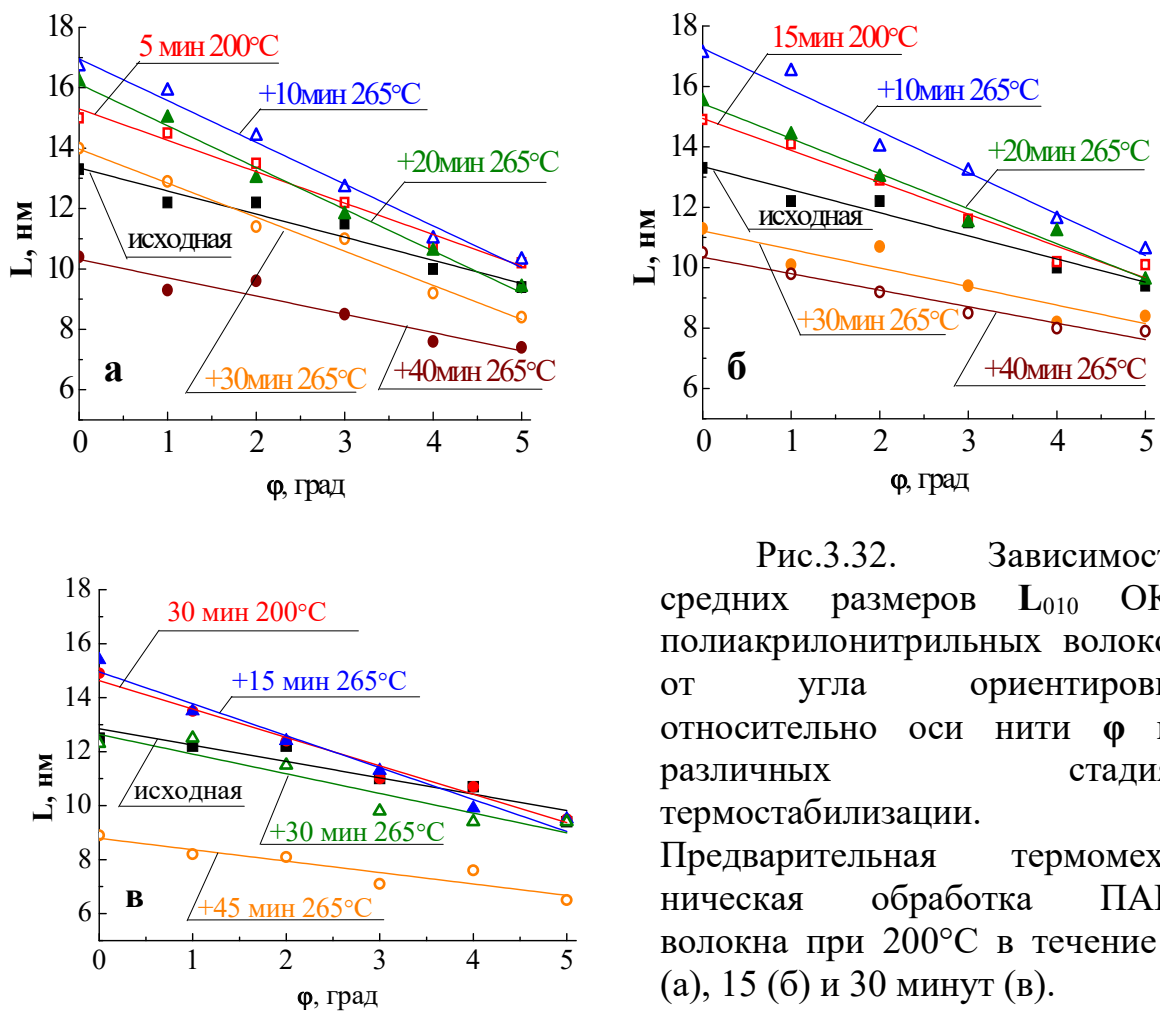 18
16
14
12
10
8
6
L, нм
5 мин 200°C
+10мин 265°C
+20мин 265°C
исходная
+30мин 265°C
+40мин 265°C
а
0 1 2 3 4 5
φ, град
18
16
14
12
10
8
6
L, нм
15мин 200°C
+10мин 265°C
+20мин 265°C
исходная
+30мин 265°C
+40мин 265°C
б
0 1 2 3 4 5
φ, град
18
16
14
12
10
8
6
L, нм
30 мин 200°C
+15 мин 265°C
исходная
+30 мин 265°C
+45 мин 265°C
в
0 1 2 3 4 5
φ, град
Рис.3.32. Зависимост
средних размеров L010 ОК
полиакрилонитрильных волоко
от угла ориентировк
относительно оси нити φ
различных стадия
термостабилизации.
Предварительная термомех
ническая обработка ПАН
волокна при 200°C в течение
(а), 15 (б) и 30 минут (в).